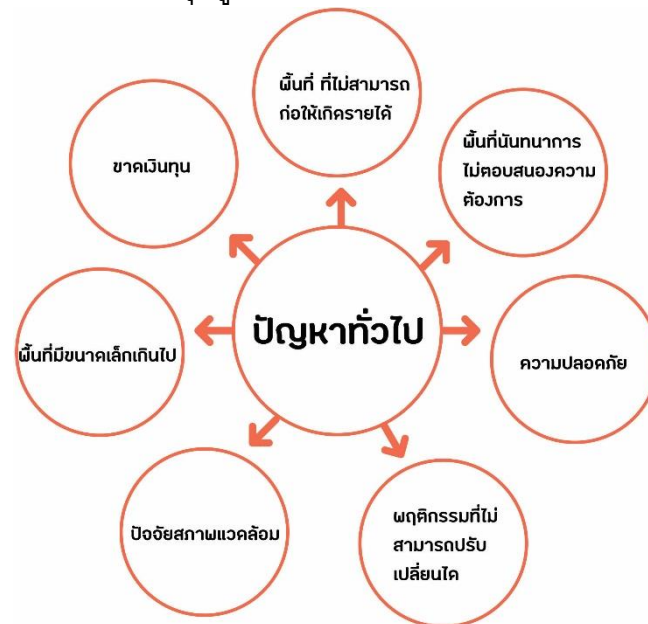 พื้นที่ ที่ไม่สามารถ
ก่อให้เกิดรายได้
พื้นที่นันทนาการ
ไม่ตอบสนองความ
ต้องการ
ขาดเงินทุน
ปัญหาทั่วไป
พื้นที่มีขนาดเล็กเกินไป
ความปลอดภัย
ปัจจัยสภาพแวดล้อม
พฤติกรรมที่ไม่
สามารถปรับ
เปลี่ยนได